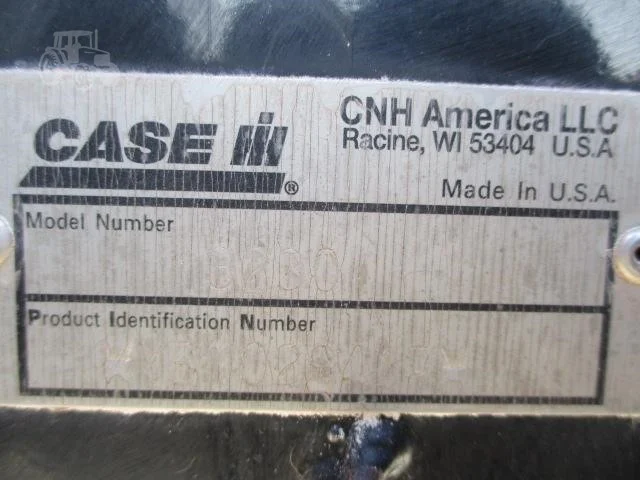 CASE IH
®
CNH America LLC
Racine, WI 53404 U.S.A
Made In U.S.A.
Model Number
Product Identification Number